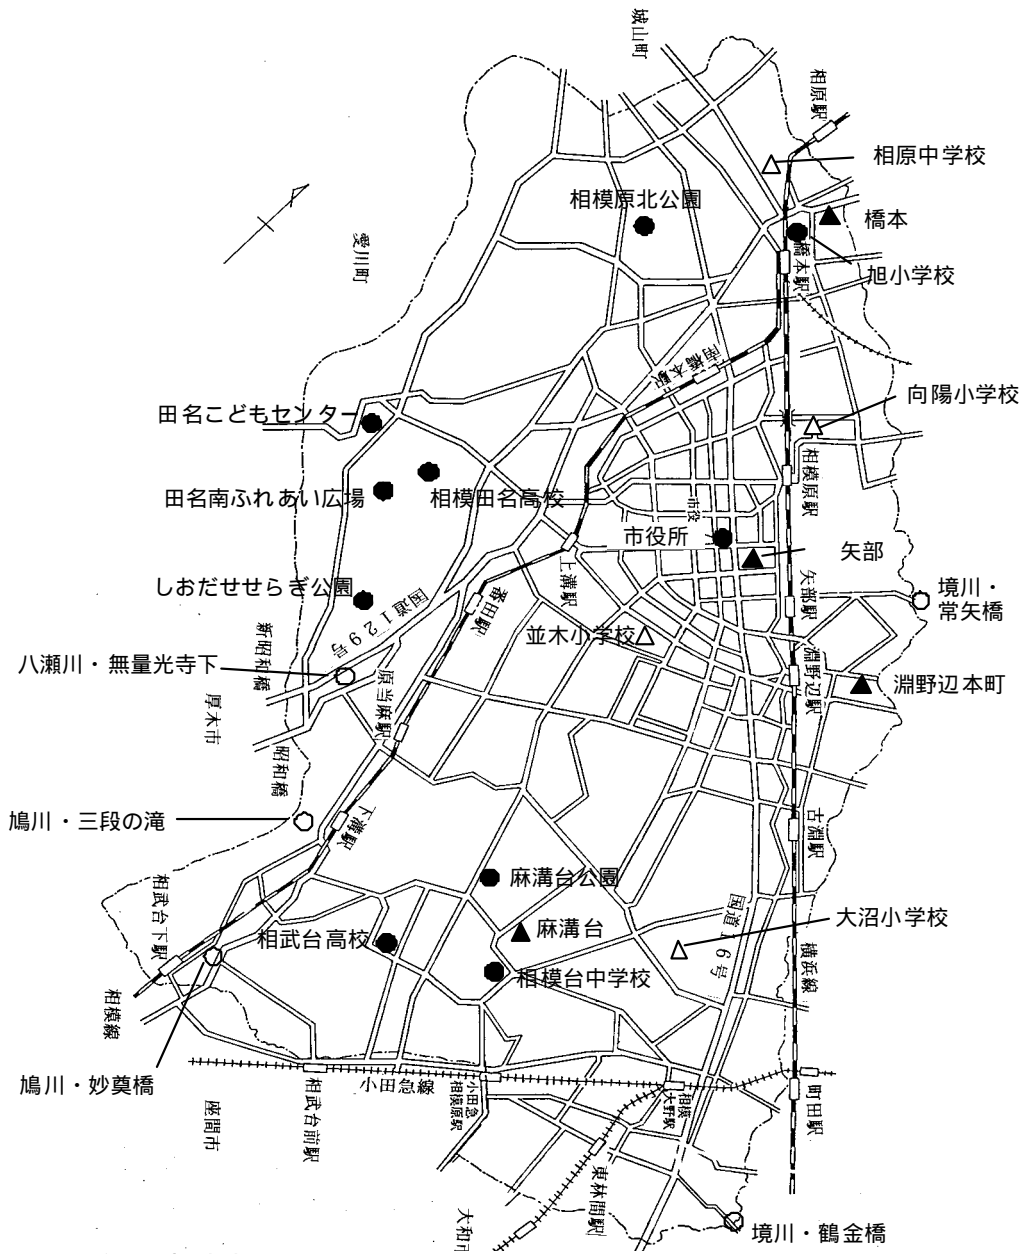 城山町
相原駅
相原中学校
相模原北公園
橋本
愛川町
橋本駅
旭小学校
南橋本駅
向陽小学校
田名こどもセンター
相模原駅
田名南ふれあい広場
相模田名高校
市役
市役所
矢部
上溝駅
矢部駅
しおだせせらぎ公園
国道129号
番田駅
境川・
常矢橋
並木小学校
新昭和橋
八瀬川・無量光寺下
淵野辺駅
淵野辺本町
原当麻駅
厚木市
昭和橋
鳩川・三段の滝
下溝駅
古淵駅
麻溝台公園
相武台下駅
国道16号
大沼小学校
麻溝台
相武台高校
横浜線
相模台中学校
相模線
鳩川・妙奠橋
小田急線
小田急
相模原駅
相模
大野駅
町田駅
相武台前駅
座間市
東林間駅
大和市
境川・鶴金橋